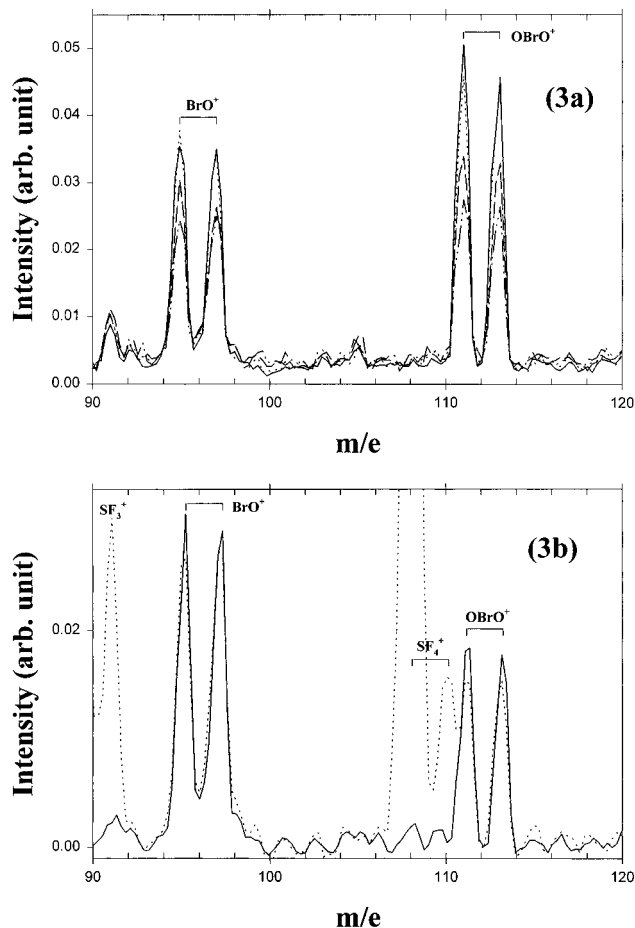 0.05
OBrO+
BrO+
(3a)
0.04
0.03
0.02
0.01
0.00
Intensity (arb. unit)
90
100
110
120
m/e
SF3+
BrO+
(3b)
OBrO+
0.02
SF4+
0.00
Intensity (arb. unit)
90
100
110
120
m/e